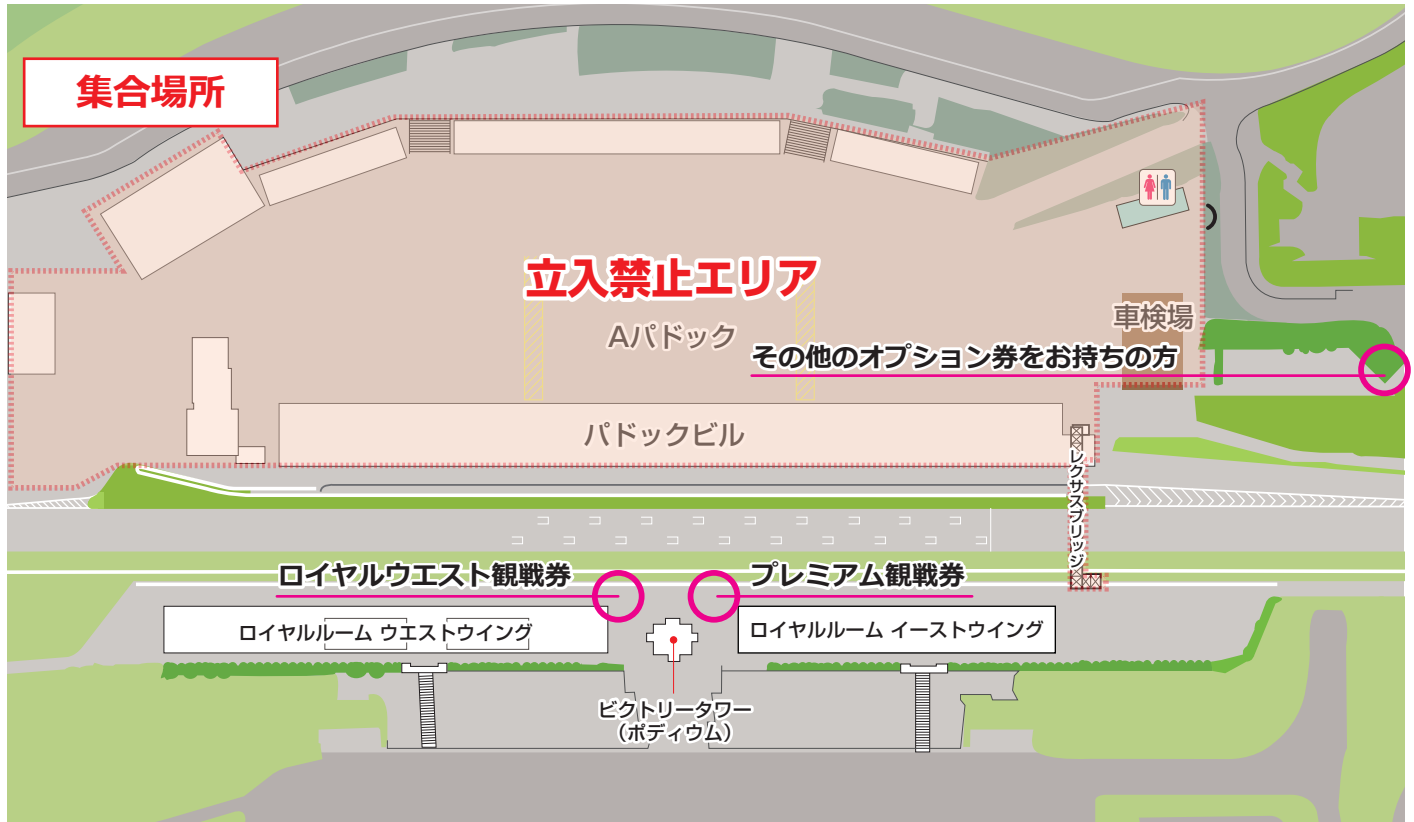 集合場所
立入禁止エリア
Aパドック
車検場
その他のオプション券をお持ちの方
パドックビル
レクサスブリッジ
ロイヤルウエスト観戦券
プレミアム観戦券
ロイヤルルーム ウエストウイング
ロイヤルルーム イーストウイング
ビクトリータワー
（ポディウム）